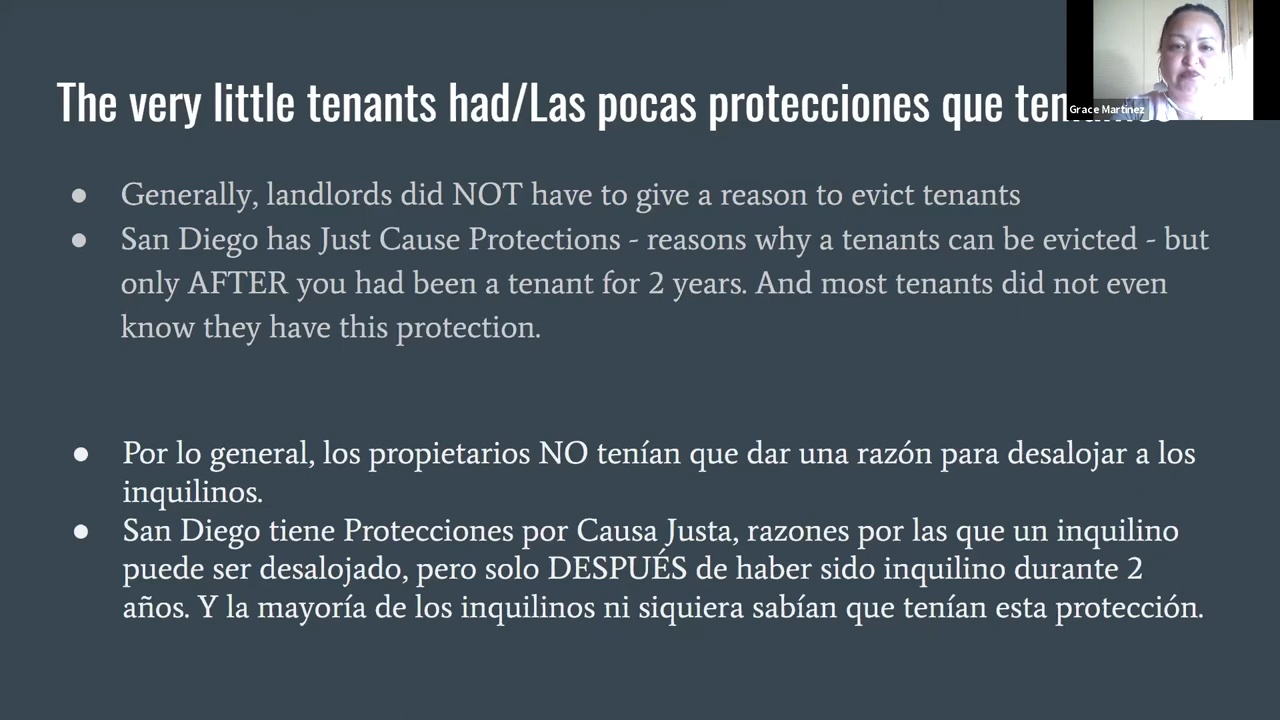 The very little tenants had/Las pocas protecciones que
Grace Martinez
● Generally, landlords did NOT have to give a reason to evict tenants
● San Diego has Just Cause Protections - reasons why a tenants can be evicted - but
only AFTER you had been a tenant for 2 years. And most tenants did not even
know they have this protection.
● Por lo general, los propietarios NO tenían que dar una razón para desalojar a los
inquilinos.
● San Diego tiene Protecciones por Causa Justa, razones por las que un inquilino
puede ser desalojado, pero solo DESPUÉS de haber sido inquilino durante 2
años. Y la mayoría de los inquilinos ni siquiera sabían que tenían esta protección.